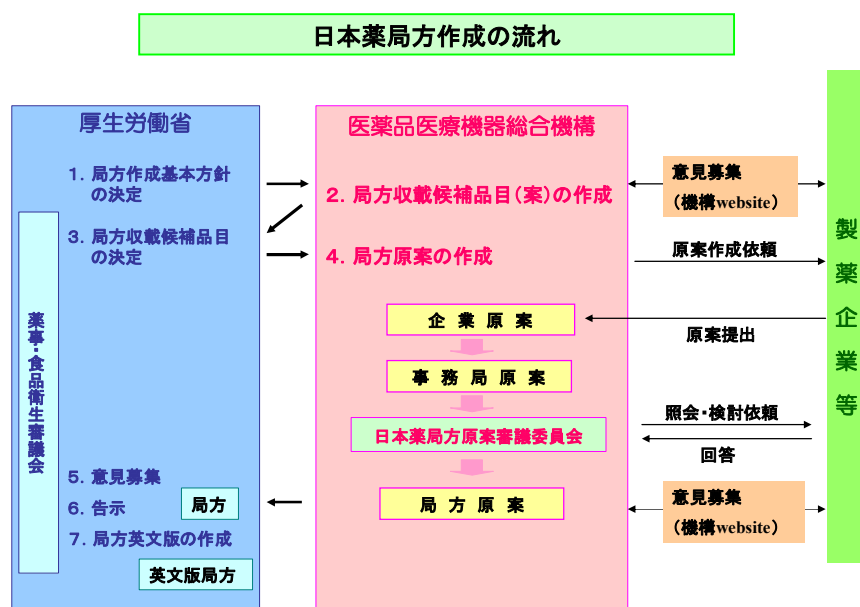 日本薬局方作成の流れ
厚生労働省
1. 局方作成基本方針
の決定
3. 局方収載候補品目
の決定
薬事・食品衛生審議会
5. 意見募集
6. 告示
局方
7. 局方英文版の作成
英文版局方
医薬品医療機器総合機構
2. 局方収載候補品目(案)の作成
4. 局方原案の作成
企業原案
事務局原案
日本薬局方原案審議委員会
局方原案
意見募集
(機構website)
原案作成依頼
原案提出
照会・検討依頼
回答
意見募集
(機構website)
製薬企業等